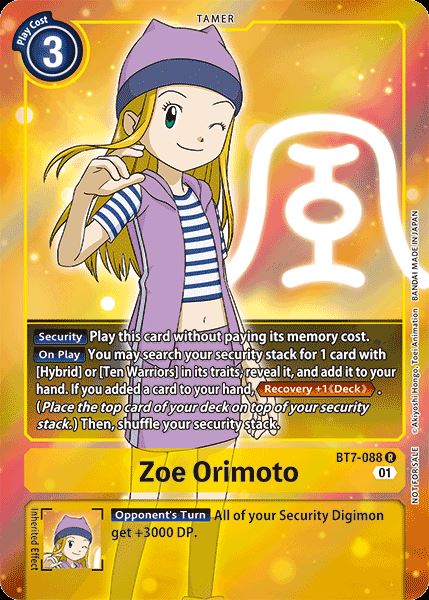 TAMER
Play Cost
3
風
Security Play this card without paying its memory cost.
On Play You may search your security stack for 1 card with
[Hybrid] or [Ten Warriors] in its traits, reveal it, and add it to your
hand. If you added a card to your hand, Recovery +1《Deck》.
(Place the top card of your deck on top of your security
stack.) Then, shuffle your security stack.
©Akiyoshi Hongo, Toei Animation BANDAI MADE IN JAPAN
NOT FOR SALE
BT7-088 R
Zoe Orimoto
01
Inherited Effect
Opponent's Turn All of your Security Digimon
get +3000 DP.